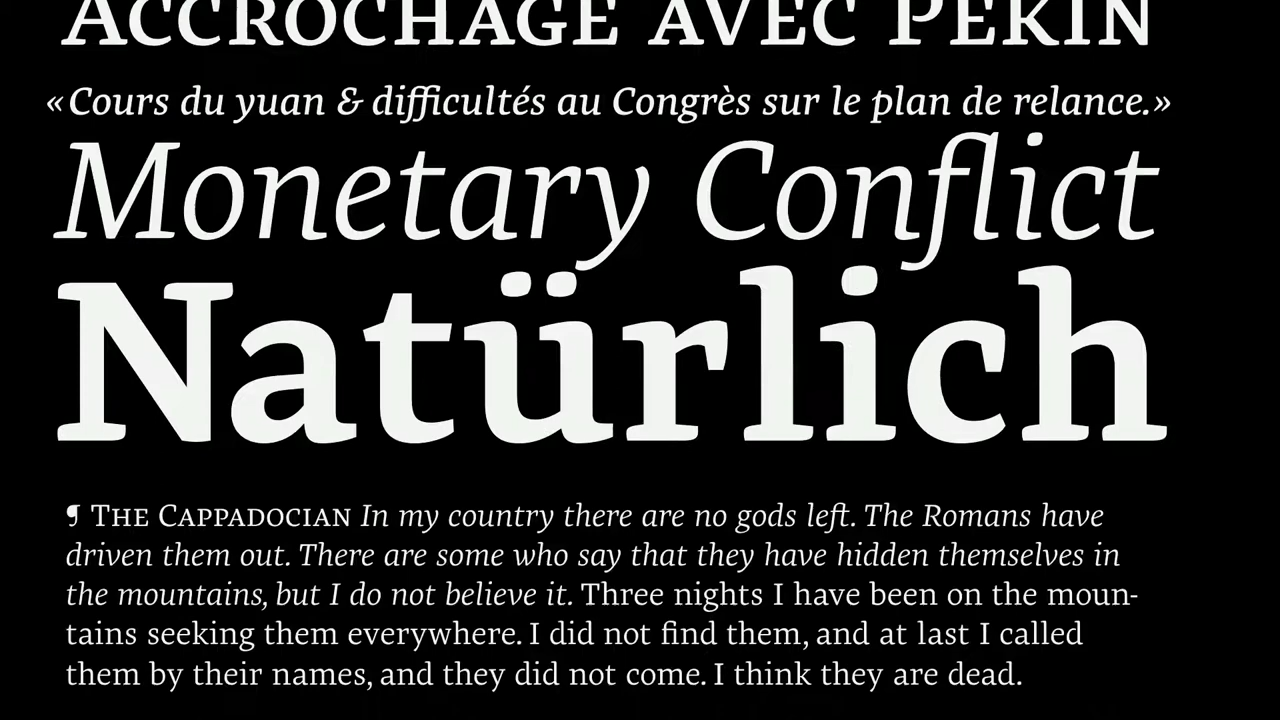 ACCROCHAGE AVEC PEKIN
«Cours du yuan & difficultés au Congrès sur le plan de relance.»
Monetary Conflict
Natürlich
¶ THE CAPPADOCIAN In my country there are no gods left. The Romans have
driven them out. There are some who say that they have hidden themselves in
the mountains, but I do not believe it. Three nights I have been on the moun-
tains seeking them everywhere. I did not find them, and at last I called
them by their names, and they did not come. I think they are dead.